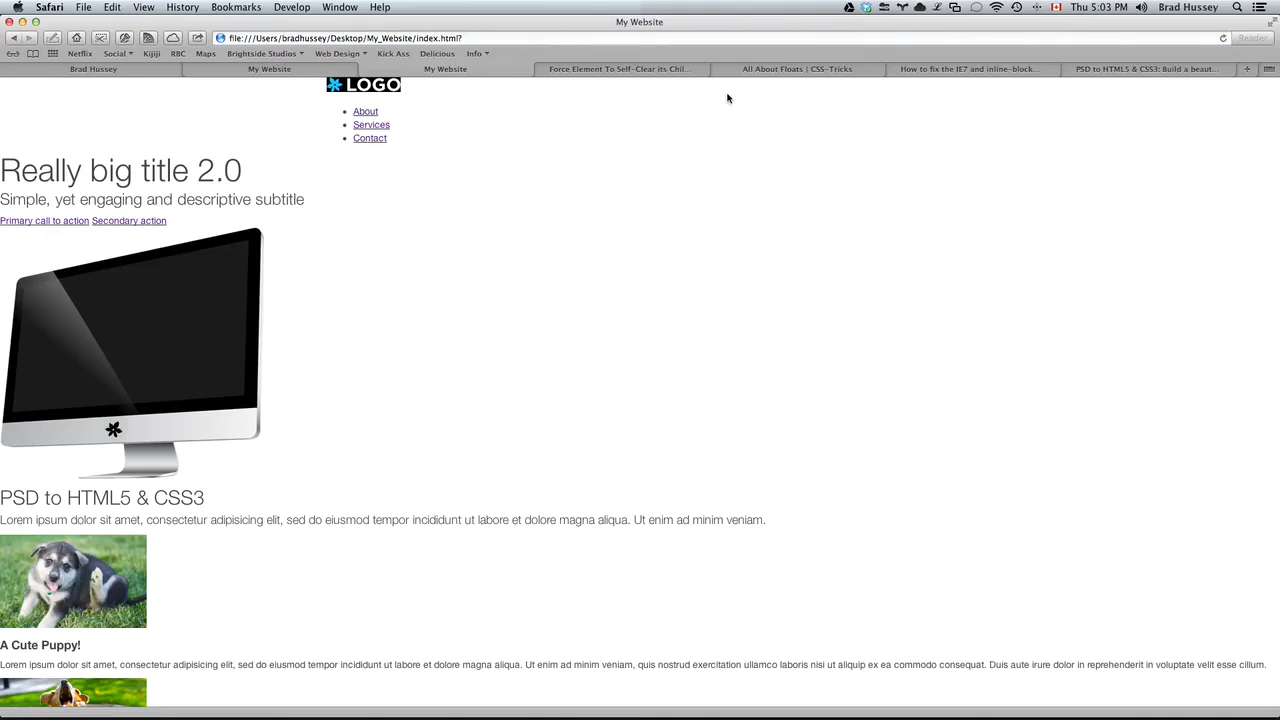 Safari File Edit View History Bookmarks Develop Window Help Thu 5:03 PM Brad Hussey
My Website
file:///Users/bradhussey/Desktop/My_Website/index.html? Reader
Netflix Social Kijiji RBC Maps Brightside Studios Web Design Kick Ass Delicious Info
Brad Hussey My Website My Website Force Element To Self-Clear its Chil... All About Floats | CSS-Tricks How to fix the IE7 and inline-block... PSD to HTML5 & CSS3: Build a beaut...
LOGO
• About
• Services
• Contact
Really big title 2.0
Simple, yet engaging and descriptive subtitle
Primary call to action Secondary action
PSD to HTML5 & CSS3
Lorem ipsum dolor sit amet, consectetur adipisicing elit, sed do eiusmod tempor incididunt ut labore et dolore magna aliqua. Ut enim ad minim veniam.
A Cute Puppy!
Lorem ipsum dolor sit amet, consectetur adipisicing elit, sed do eiusmod tempor incididunt ut labore et dolore magna aliqua. Ut enim ad minim veniam, quis nostrud exercitation ullamco laboris nisi ut aliquip ex ea commodo consequat. Duis aute irure dolor in reprehenderit in voluptate velit esse cillum.